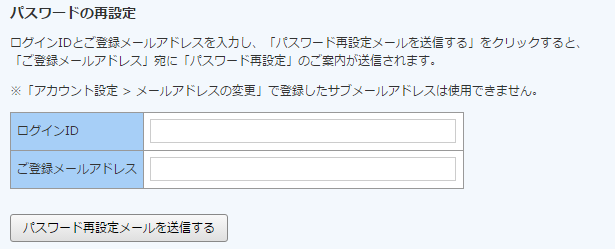 パスワードの再設定
ログインIDとご登録メールアドレスを入力し、「パスワード再設定メールを送信する」をクリックすると、
「ご登録メールアドレス」宛に「パスワード再設定」のご案内が送信されます。
※「アカウント設定 > メールアドレスの変更」で登録したサブメールアドレスは使用できません。
ログインID
ご登録メールアドレス
パスワード再設定メールを送信する